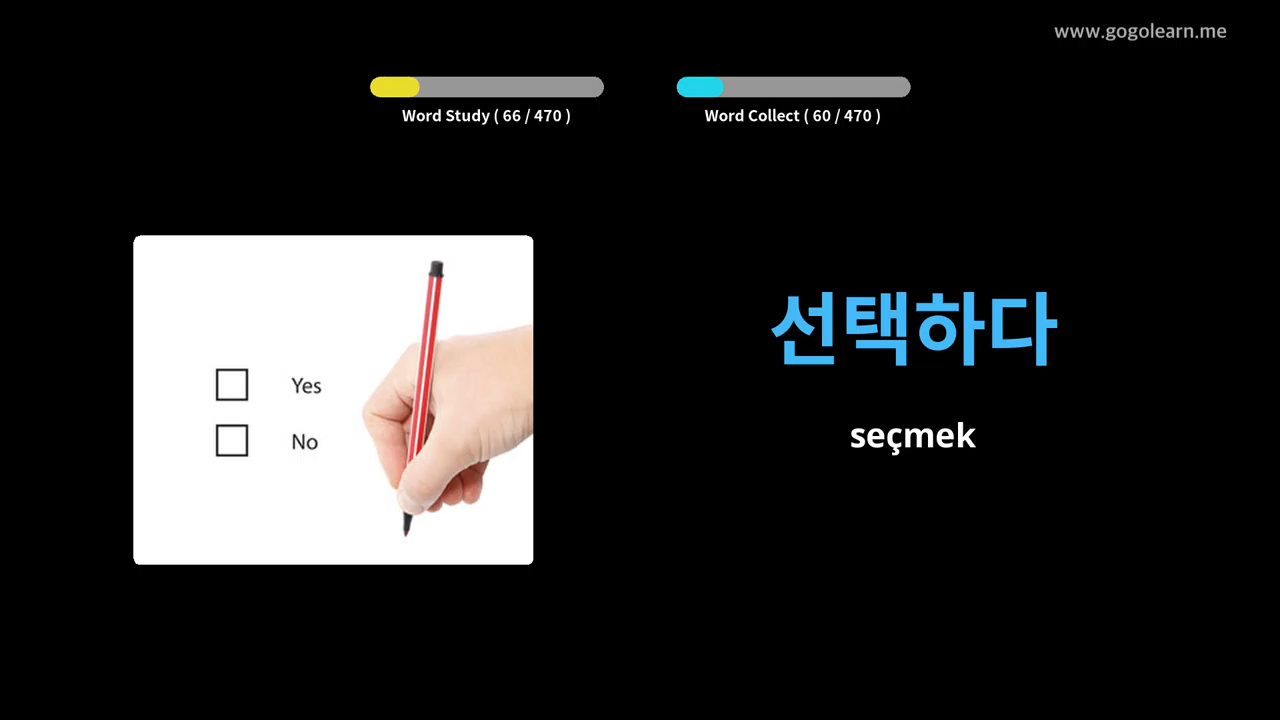 www.gogolearn.me
Word Study ( 66 / 470 )
Word Collect ( 60 / 470 )
Yes
No
선택하다
seçmek